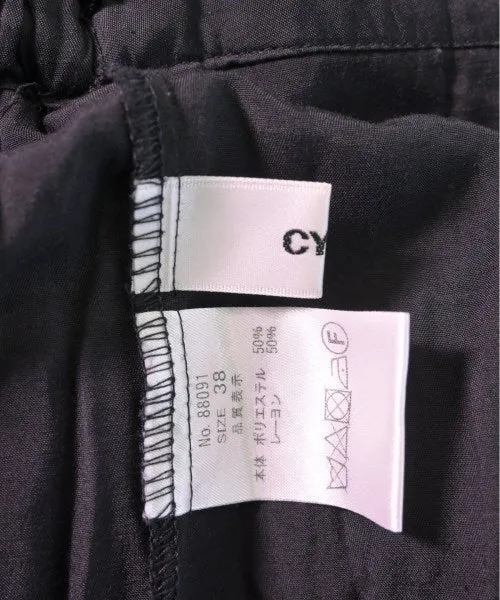 CY
No. 88091
SIZE 38
品質表示
本体 ポリエステル 50%
レーヨン 50%
F